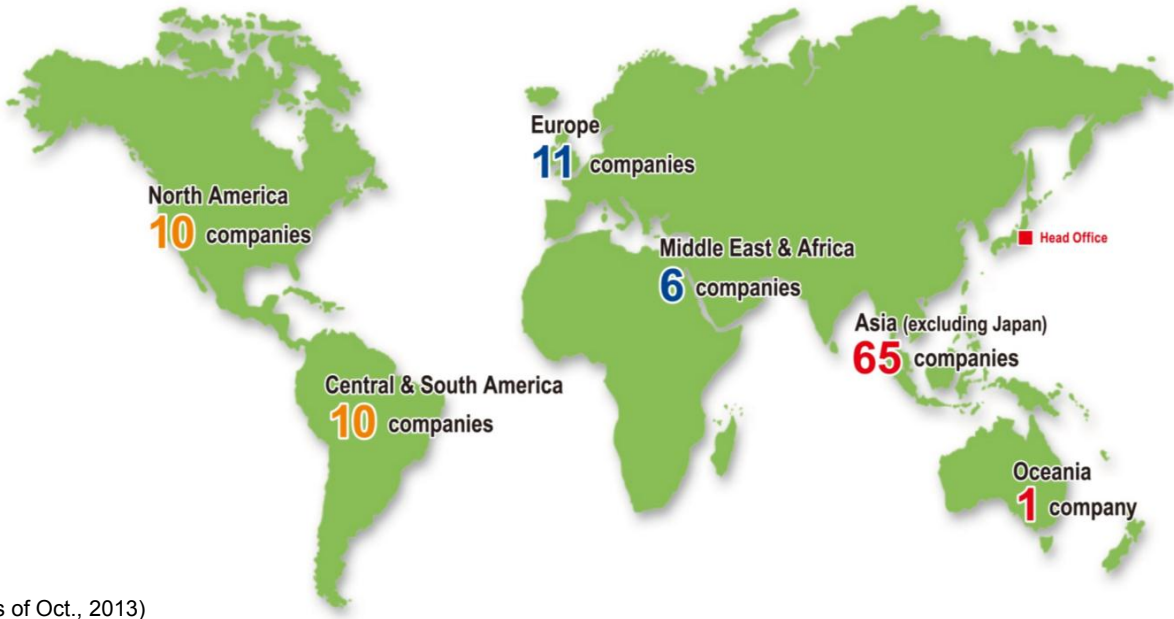 Europe
11 companies
North America
10 companies
Head Office
Middle East & Africa
6 companies
Asia (excluding Japan)
65 companies
Central & South America
10 companies
Oceania
1 company
s of Oct., 2013)